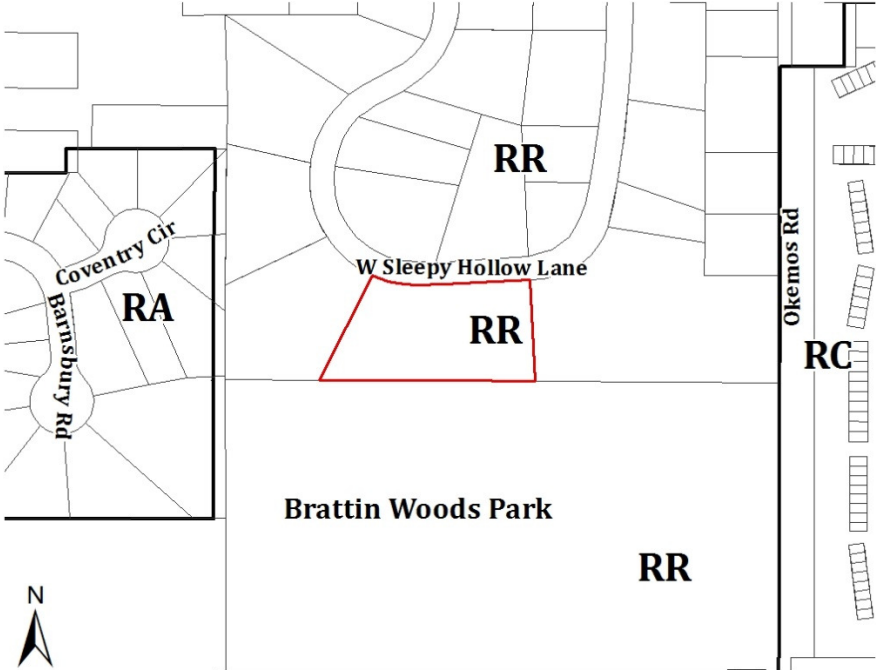 RR
Okemos Rd
Coventry Cir
W Sleepy Hollow Lane
RA
Barnsbury Rd
RR
RC
Brattin Woods Park
RR
N